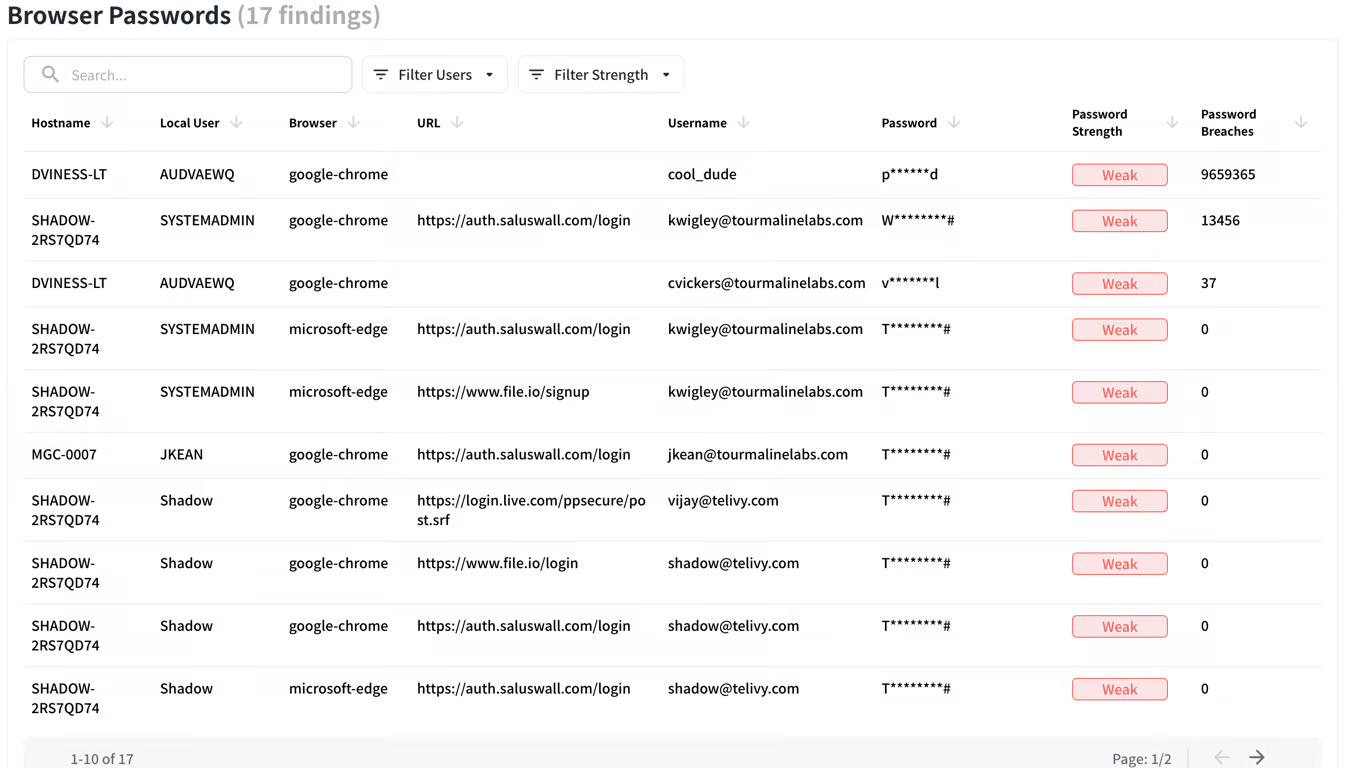 Browser Passwords (17 findings)
Search...
Filter Users
Filter Strength
Hostname Local User Browser URL Username Password Password Strength Password Breaches
DVINESS-LT AUDVAEWQ google-chrome cool_dude p******d Weak 9659365
SHADOW-
2RS7QD74 SYSTEMADMIN google-chrome https://auth.saluswall.com/login kwigley@tourmalinelabs.com W********# Weak 13456
DVINESS-LT AUDVAEWQ google-chrome cvickers@tourmalinelabs.com v*******l Weak 37
SHADOW-
2RS7QD74 SYSTEMADMIN microsoft-edge https://auth.saluswall.com/login kwigley@tourmalinelabs.com T********# Weak 0
SHADOW-
2RS7QD74 SYSTEMADMIN microsoft-edge https://www.file.io/signup kwigley@tourmalinelabs.com T********# Weak 0
MGC-0007 JKEAN google-chrome https://auth.saluswall.com/login jkean@tourmalinelabs.com T********# Weak 0
SHADOW-
2RS7QD74 Shadow google-chrome https://login.live.com/ppsecure/po
st.srf vijay@telivy.com T********# Weak 0
SHADOW-
2RS7QD74 Shadow google-chrome https://www.file.io/login shadow@telivy.com T********# Weak 0
SHADOW-
2RS7QD74 Shadow google-chrome https://auth.saluswall.com/login shadow@telivy.com T********# Weak 0
SHADOW-
2RS7QD74 Shadow microsoft-edge https://auth.saluswall.com/login shadow@telivy.com T********# Weak 0
1-10 of 17
Page: 1/2